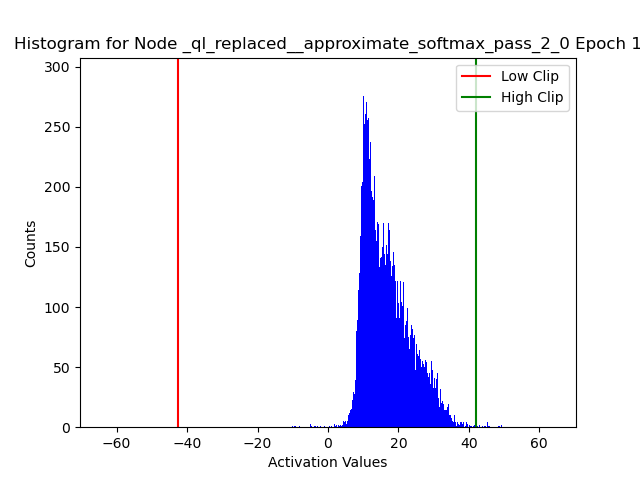 Histogram for Node _ql_replaced__approximate_softmax_pass_2_0 Epoch 1
Low Clip
High Clip
300
250
200
150
100
50
0
Counts
−60
−40
−20
0
20
40
60
Activation Values